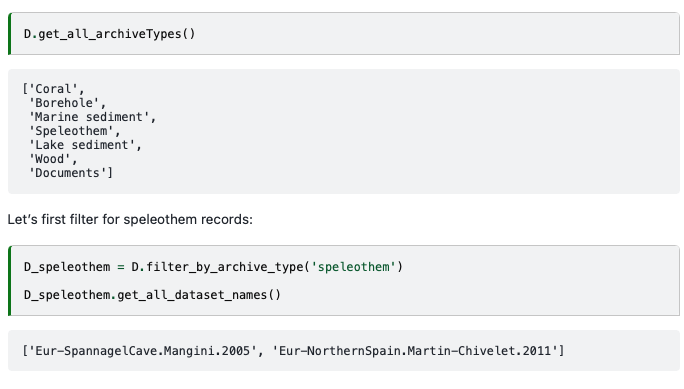 D.get_all_archiveTypes()
['Coral',
 'Borehole',
 'Marine sediment',
 'Speleothem',
 'Lake sediment',
 'Wood',
 'Documents']
Let's first filter for speleothem records:
D_speleothem = D.filter_by_archive_type('speleothem')
D_speleothem.get_all_dataset_names()
['Eur-SpannagelCave.Mangini.2005', 'Eur-NorthernSpain.Martin-Chivelet.2011']